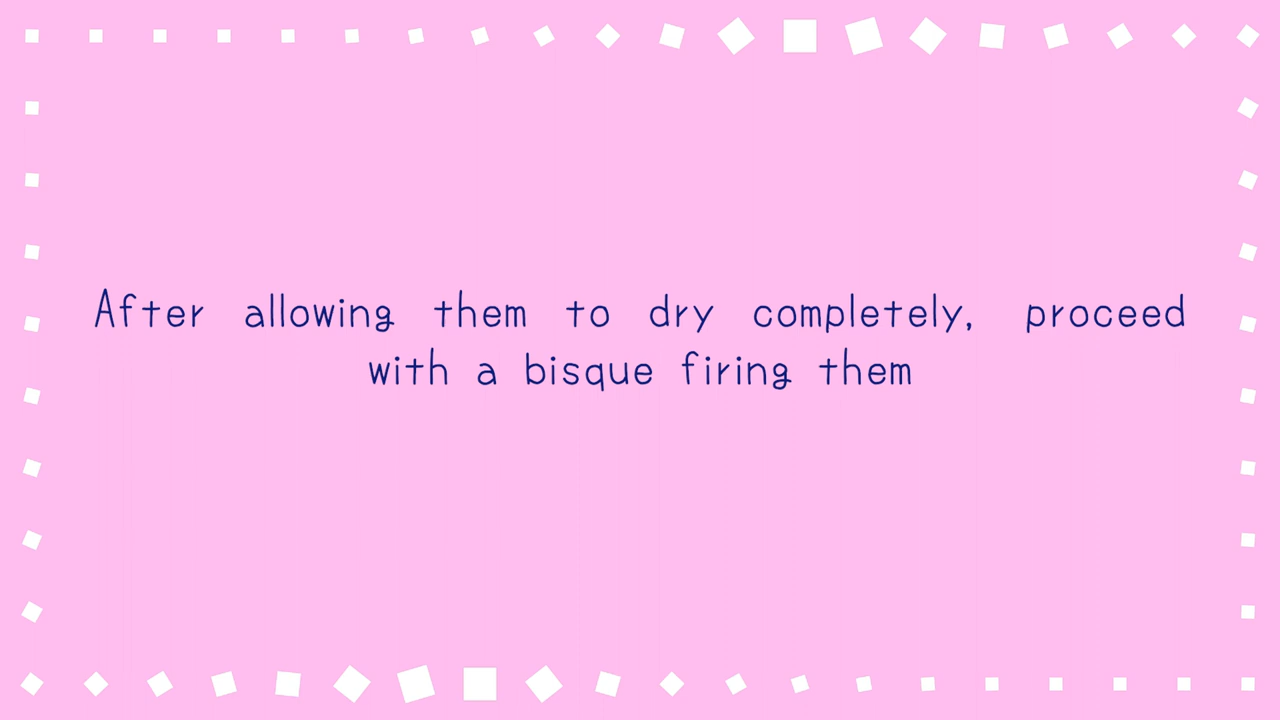 After allowing them to dry completely, proceed
with a bisque firing them